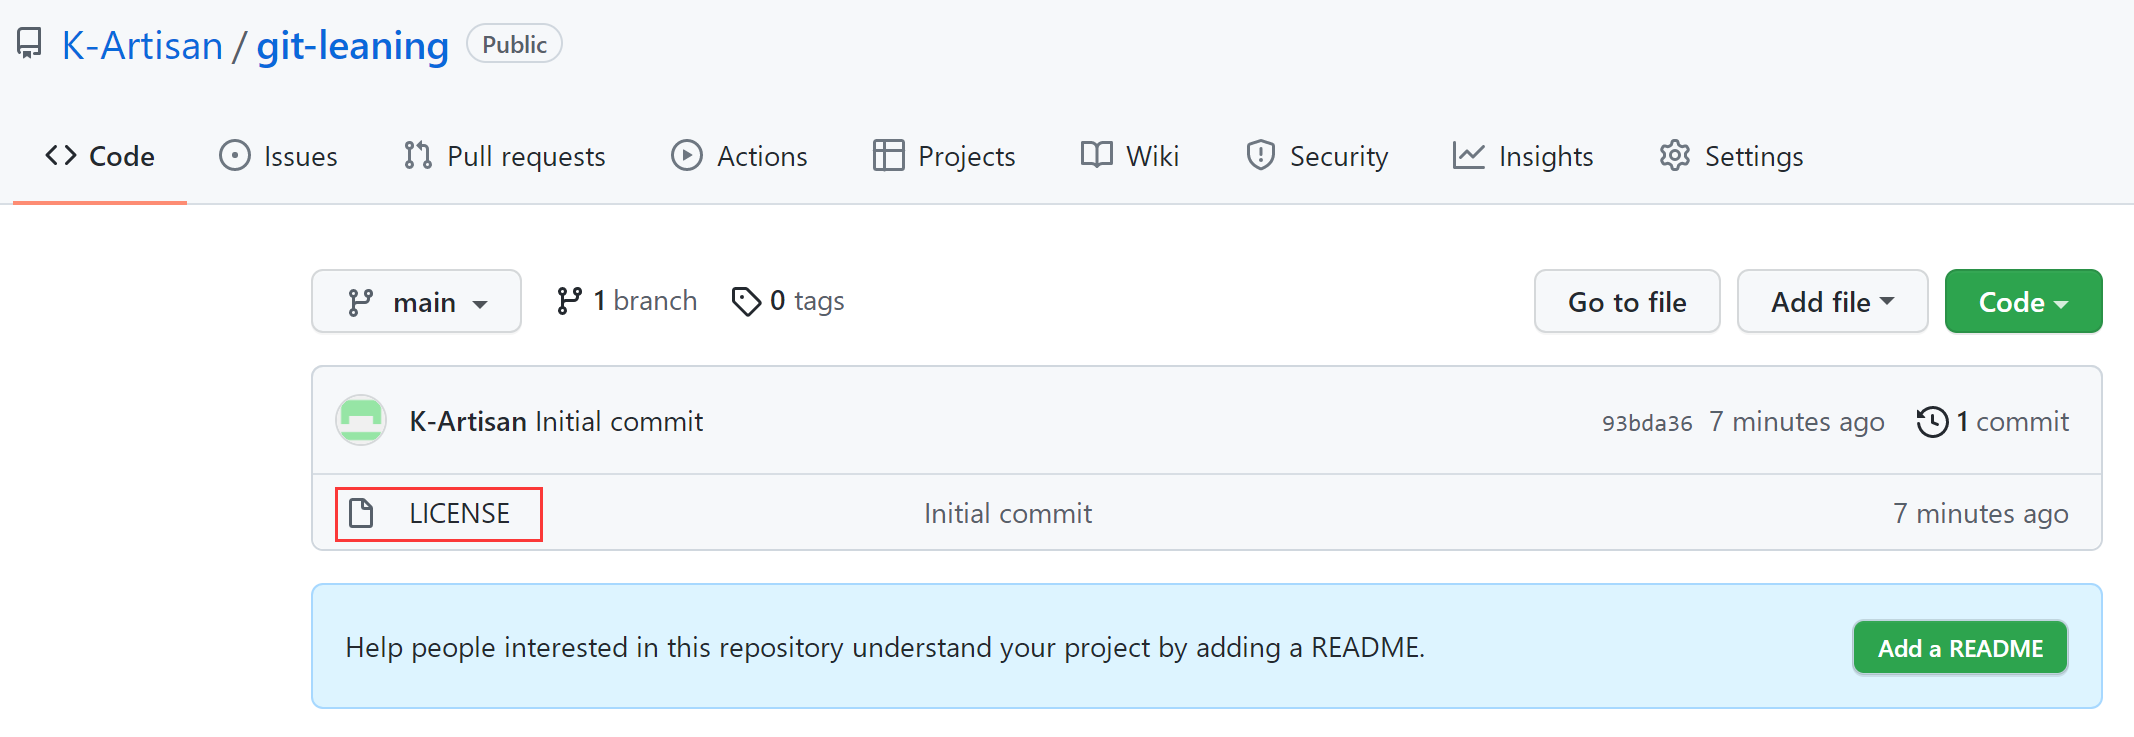 K-Artisan / git-leaning Public
Code Issues Pull requests Actions Projects Wiki Security Insights Settings
main 1 branch 0 tags Go to file Add file Code
K-Artisan Initial commit 93bda36 7 minutes ago 1 commit
LICENSE Initial commit 7 minutes ago
Help people interested in this repository understand your project by adding a README. Add a README